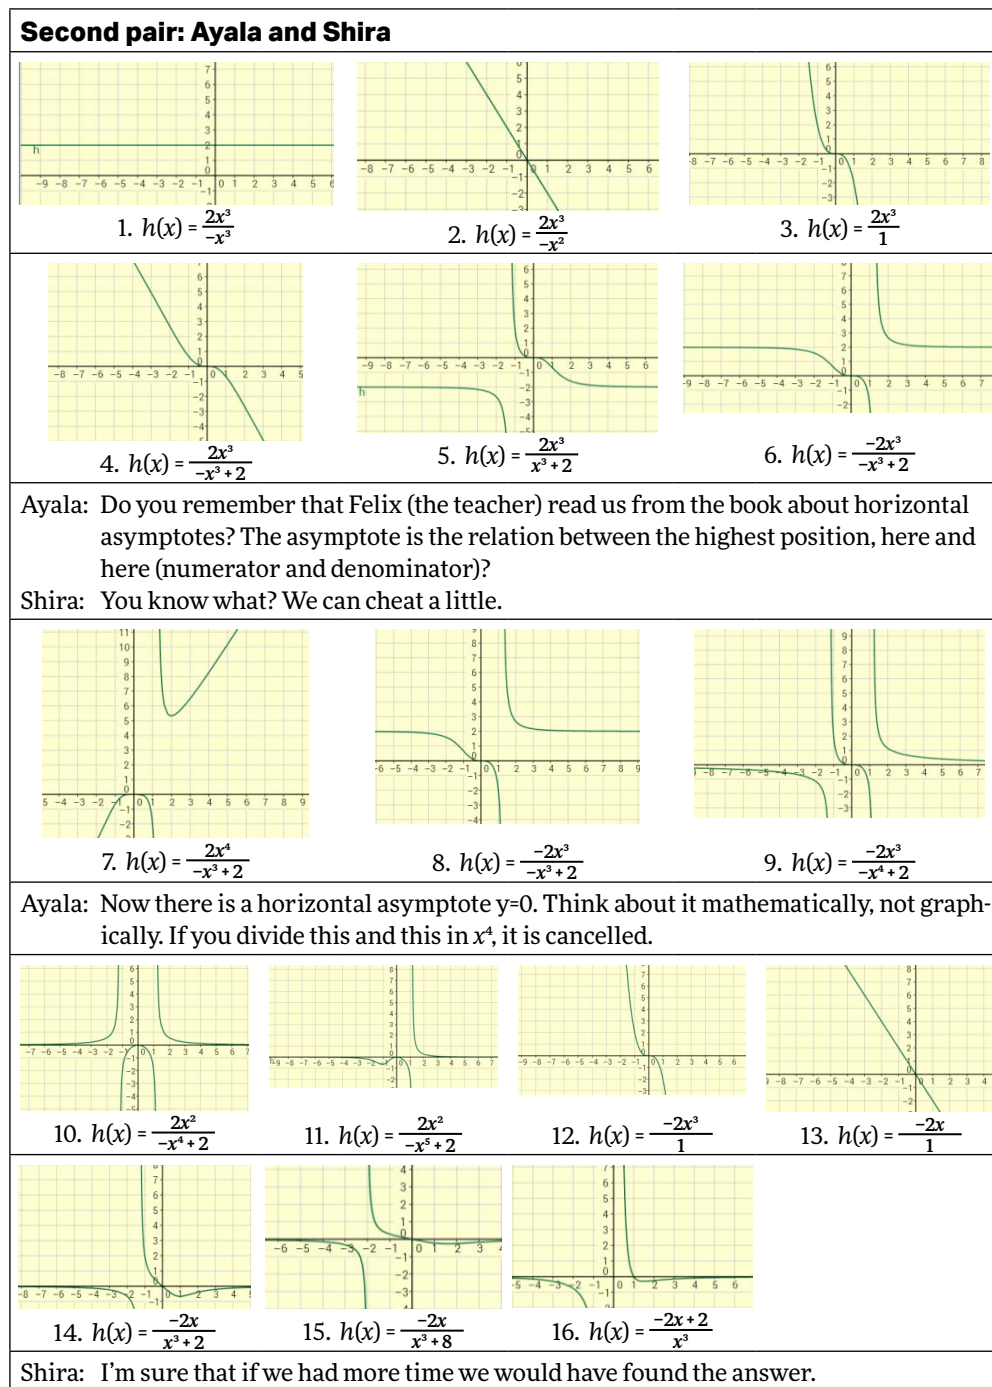 Second pair: Ayala and Shira
1. h(x) = 2x³/-x³
2. h(x) = 2x³/-x²
3. h(x) = 2x³/1
4. h(x) = 2x³/-x³ + 2
5. h(x) = 2x³/x³ + 2
6. h(x) = -2x³/-x³ + 2
Ayala: Do you remember that Felix (the teacher) read us from the book about horizontal
asymptotes? The asymptote is the relation between the highest position, here and
here (numerator and denominator)?
Shira: You know what? We can cheat a little.
7. h(x) = 2x⁴/-x³ + 2
8. h(x) = -2x³/-x³ + 2
9. h(x) = -2x³/-x⁴ + 2
Ayala: Now there is a horizontal asymptote y=0. Think about it mathematically, not graph-
ically. If you divide this and this in x⁴, it is cancelled.
10. h(x) = 2x²/-x⁴ + 2
11. h(x) = 2x²/-x⁵ + 2
12. h(x) = -2x³/1
13. h(x) = -2x/1
14. h(x) = -2x/x³ + 2
15. h(x) = -2x/x³ + 8
16. h(x) = -2x + 2/x³
Shira: I'm sure that if we had more time we would have found the answer.